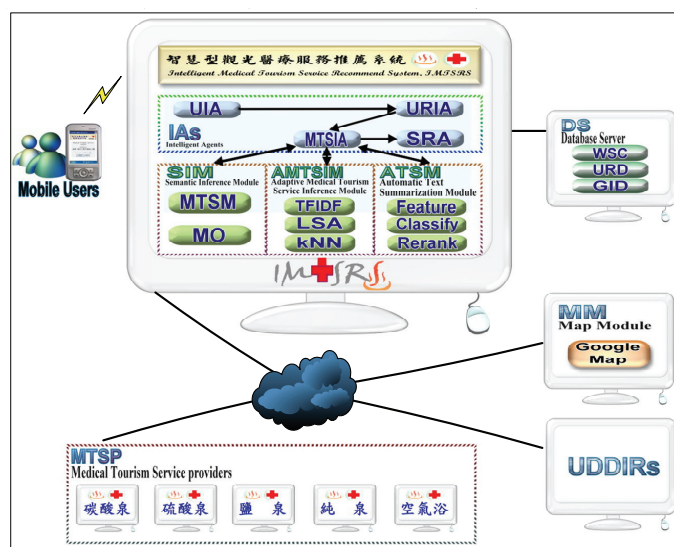 智慧型觀光醫療服務推薦系統
Intelligent Medical Tourism Service Recommend System, IMTSRS
UIA
URIA
IAs
Intelligent Agents
MTSIA
SRA
SIM
Semantic Inference Module
MTSM
MO
AMTSIM
Adaptive Medical Tourism
Service Inference Module
TFIDF
LSA
kNN
ATSM
Automatic Text
Summarization Module
Feature
Classify
Rerank
IM SRS
Mobile Users
DS
Database Server
WSC
URD
GID
MM
Map Module
Google
Map
UDDIRs
MTSP
Medical Tourism Service providers
碳酸泉
硫酸泉
鹽泉
純泉
空氣浴